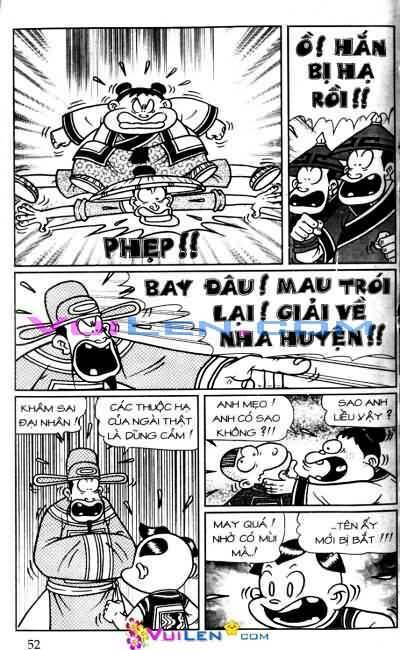 PHẸP!!
Ồ! HẮN
BỊ HẠ
RỒI!!
BAY ĐÂU! MAU TRÓI
LẠI! GIẢI VỀ
NHA HUYỆN!!
VUILEN.COM
KHÂM SAI
ĐẠI NHÂN!
CÁC THUỘC HẠ
CỦA NGÀI THẬT
LÀ DŨNG CẢM!
ANH MẸO!
ANH CÓ SAO
KHÔNG?!!
SAO ANH
LIỀU VẬY?
MAY QUÁ!
NHỜ CÓ MÙI
MÀ..!
..TÊN ẤY
MỚI BỊ BẮT!!!
52
VUILEN.COM